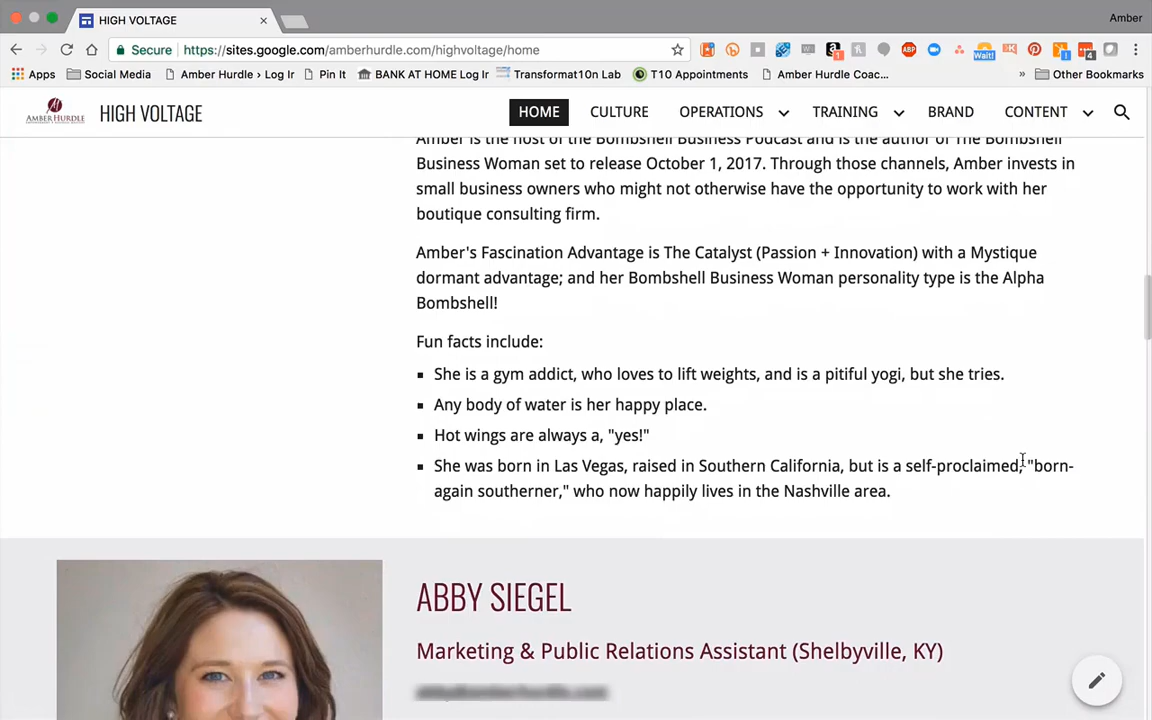 HIGH VOLTAGE
Amber
Secure
https://sites.google.com/amberhurdle/highvoltage/home
Apps
Social Media
Amber Hurdle › Log Ir
Pin It
BANK AT HOME Log Ir
Transformat10n Lab
T10 Appointments
Amber Hurdle Coac...
»
Other Bookmarks
AMBER HURDLE
HIGH VOLTAGE
HOME
CULTURE
OPERATIONS
TRAINING
BRAND
CONTENT
Amber is the host of the Bombshell Business Podcast and is the author of The Bombshell
Business Woman set to release October 1, 2017. Through those channels, Amber invests in
small business owners who might not otherwise have the opportunity to work with her
boutique consulting firm.
Amber's Fascination Advantage is The Catalyst (Passion + Innovation) with a Mystique
dormant advantage; and her Bombshell Business Woman personality type is the Alpha
Bombshell!
Fun facts include:
▪ She is a gym addict, who loves to lift weights, and is a pitiful yogi, but she tries.
▪ Any body of water is her happy place.
▪ Hot wings are always a, "yes!"
▪ She was born in Las Vegas, raised in Southern California, but is a self-proclaimed, "born-
again southerner," who now happily lives in the Nashville area.
ABBY SIEGEL
Marketing & Public Relations Assistant (Shelbyville, KY)